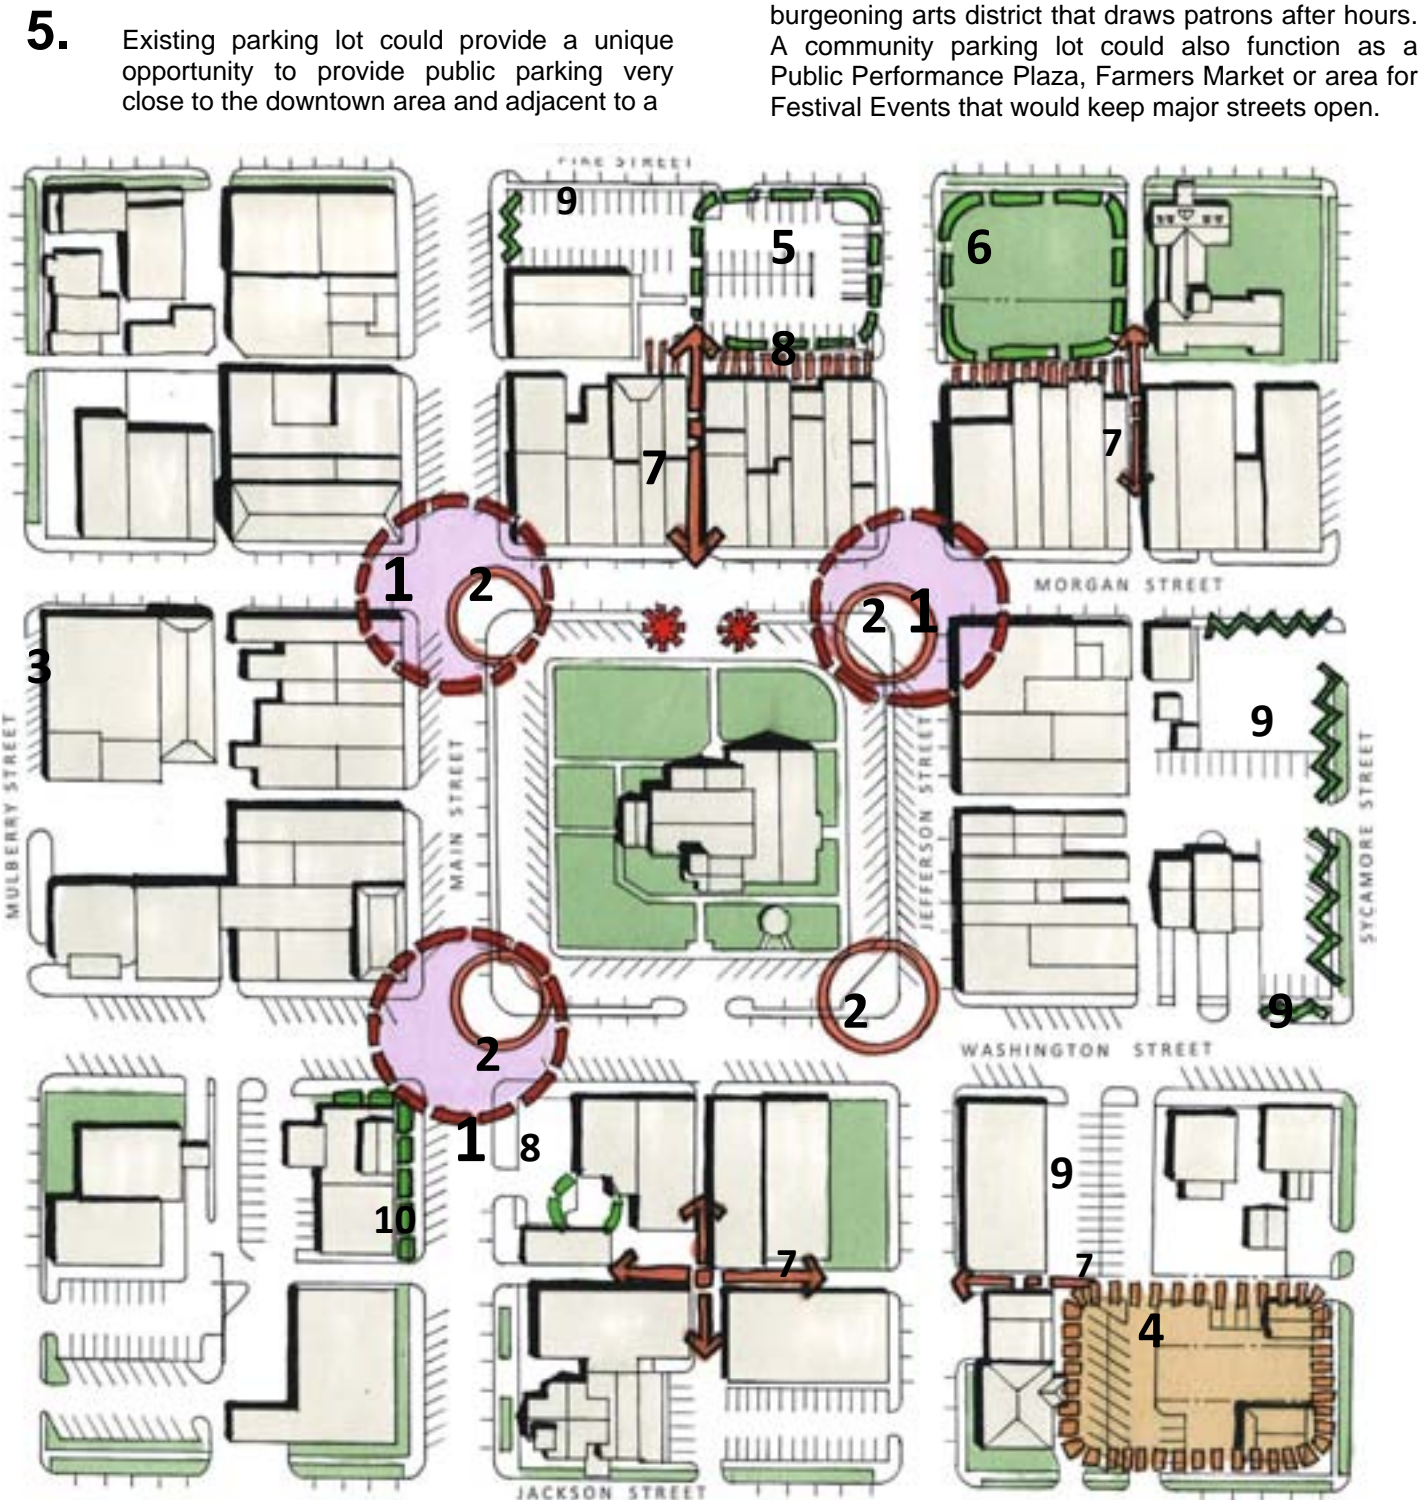 5.
Existing parking lot could provide a unique
opportunity to provide public parking very
close to the downtown area and adjacent to a
burgeoning arts district that draws patrons after hours.
A community parking lot could also function as a
Public Performance Plaza, Farmers Market or area for
Festival Events that would keep major streets open.
PIKE STREET
9
5
6
8
7
7
1
2
2
1
MORGAN STREET
3
9
MULBERRY STREET
MAIN STREET
JEFFERSON STREET
SYCAMORE STREET
2
2
9
WASHINGTON STREET
1
8
9
10
7
7
4
JACKSON STREET